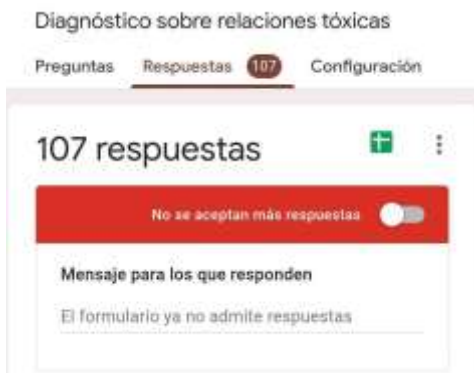 Diagnóstico sobre relaciones tóxicas
Preguntas Respuestas 107 Configuración
107 respuestas
No se aceptan más respuestas
Mensaje para los que responden
El formulario ya no admite respuestas